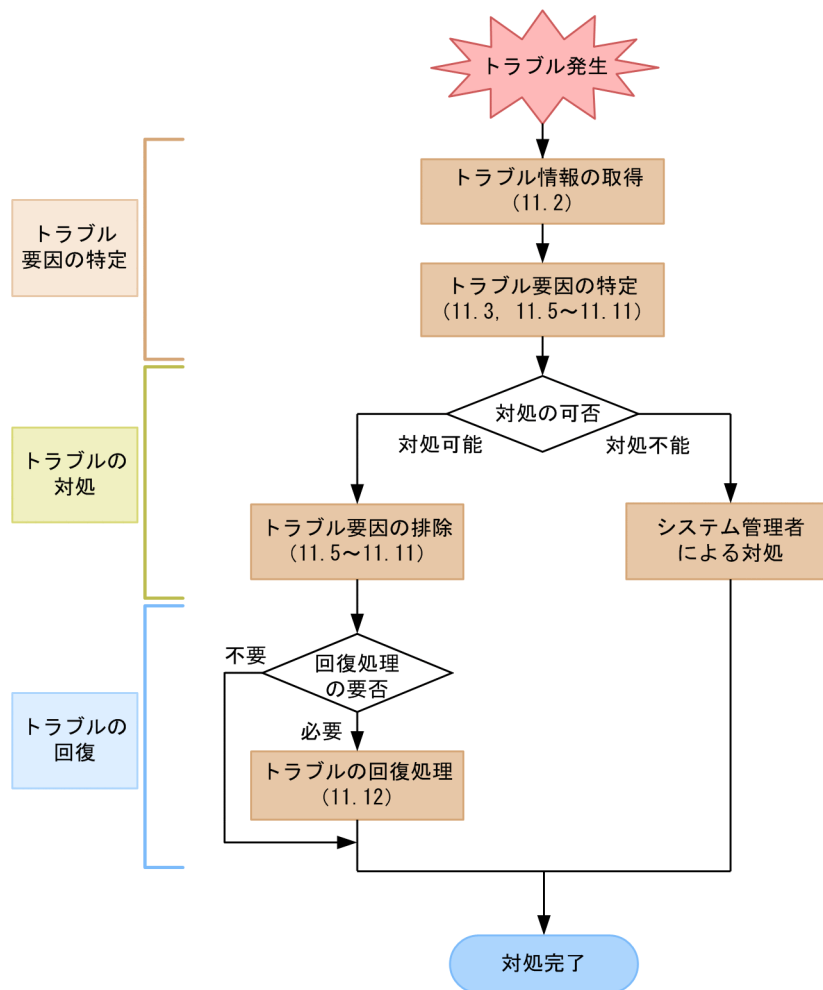 トラブル発生
トラブル情報の取得
(11.2)
トラブル
要因の特定
トラブル要因の特定
(11.3, 11.5～11.11)
対処の可否
対処可能
対処不能
トラブルの
対処
トラブル要因の排除
(11.5～11.11)
システム管理者
による対処
不要
回復処理
の要否
必要
トラブルの
回復
トラブルの回復処理
(11.12)
対処完了